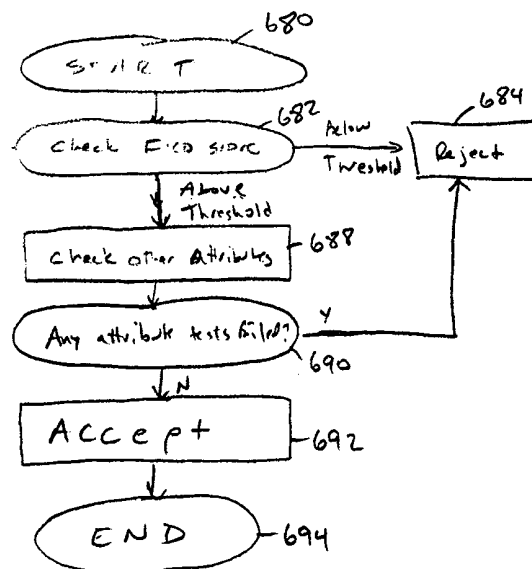 680
START
682
684
Check FICO score
Below
Threshold
Reject
Above
Threshold
Check other Attributes
688
Any attribute tests failed?
Y
690
N
Accept
692
END
694